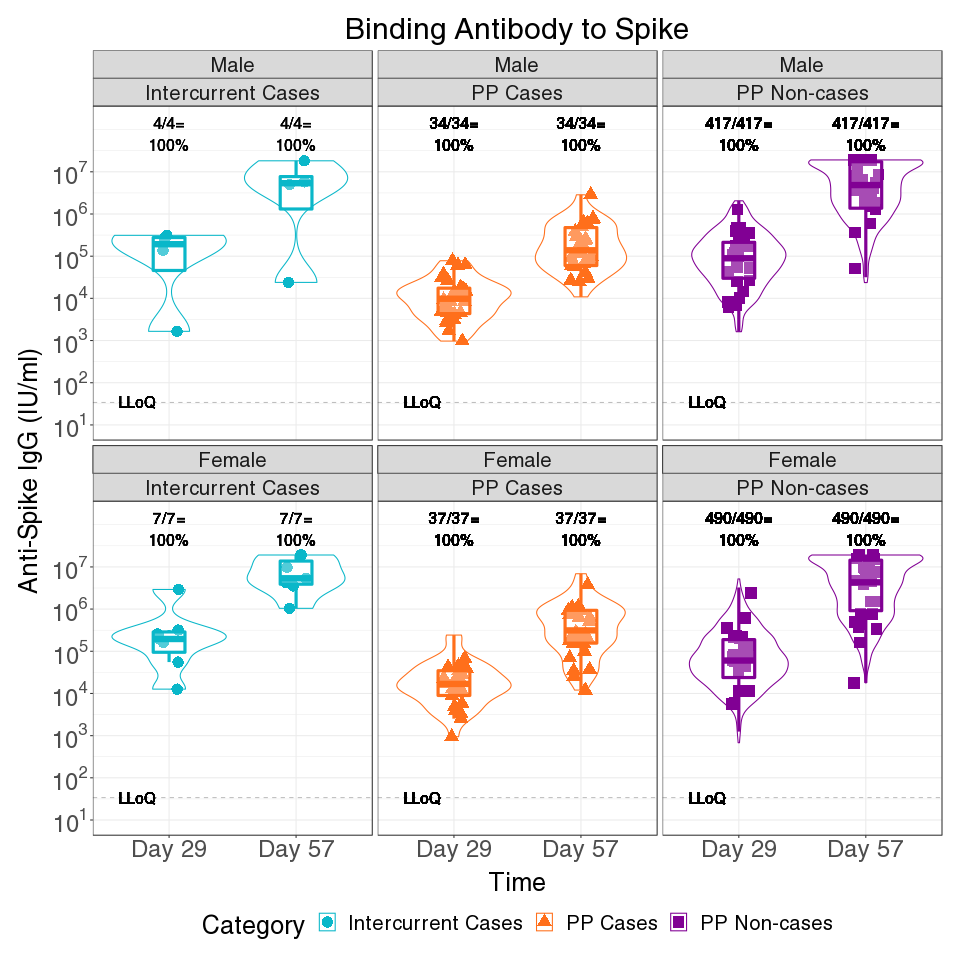 Binding Antibody to Spike
Male
Male
Male
Intercurrent Cases
PP Cases
PP Non-cases
4/4=
100%
4/4=
100%
34/34=
100%
34/34=
100%
417/417=
100%
417/417=
100%
10⁷
10⁶
10⁵
10⁴
10³
10²
10¹
LLoQ
LLoQ
LLoQ
Anti-Spike IgG (IU/ml)
Female
Female
Female
Intercurrent Cases
PP Cases
PP Non-cases
7/7=
100%
7/7=
100%
37/37=
100%
37/37=
100%
490/490=
100%
490/490=
100%
10⁷
10⁶
10⁵
10⁴
10³
10²
10¹
LLoQ
LLoQ
LLoQ
Day 29
Day 57
Day 29
Day 57
Day 29
Day 57
Time
Category
Intercurrent Cases
PP Cases
PP Non-cases